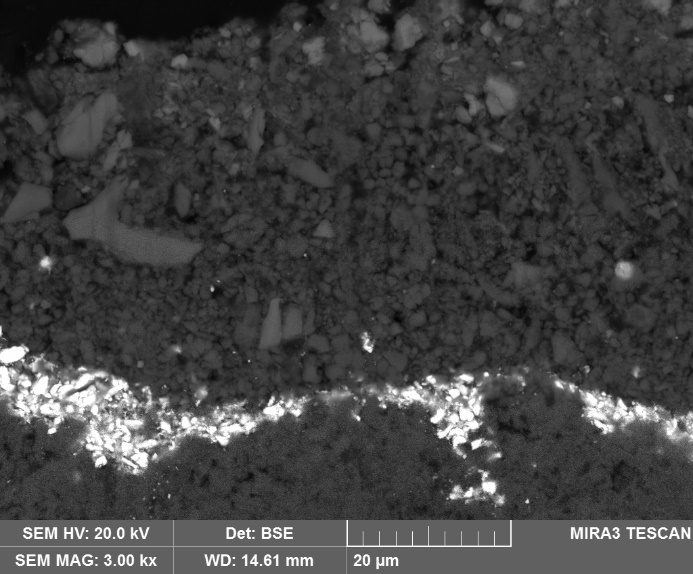 SEM HV: 20.0 kV Det: BSE MIRA3 TESCAN
SEM MAG: 3.00 kx WD: 14.61 mm 20 µm